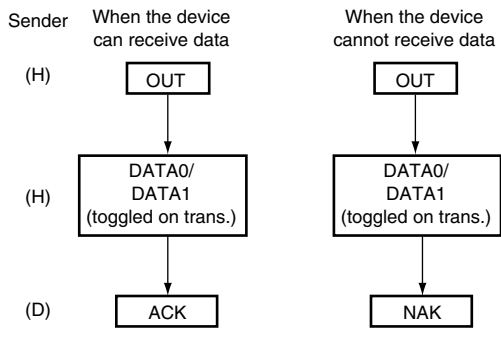 Sender
When the device
can receive data
When the device
cannot receive data
(H)
OUT
OUT
(H)
DATA0/
DATA1
(toggled on trans.)
DATA0/
DATA1
(toggled on trans.)
(D)
ACK
NAK